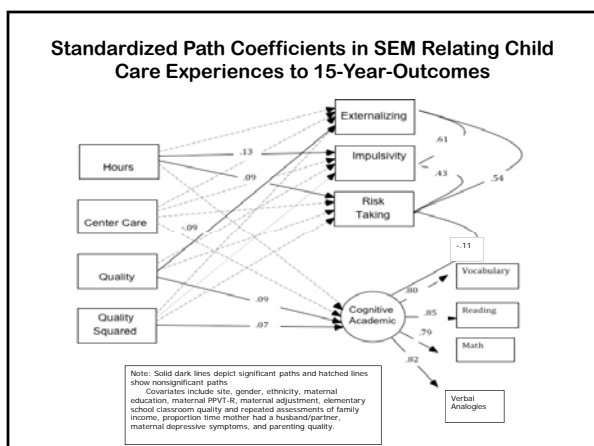 Standardized Path Coefficients in SEM Relating Child
Care Experiences to 15-Year-Outcomes
Externalizing
.61
.13
Impulsivity
Hours
.43
.54
.09
Risk
Taking
Center Care
-.09
-.11
Vocabulary
Quality
.80
.09
Cognitive
Academic
.85
Reading
Quality
Squared
.07
.79
Math
.82
Note: Solid dark lines depict significant paths and hatched lines
show nonsignificant paths
Covariates include site, gender, ethnicity, maternal
education, maternal PPVT-R, maternal adjustment, elementary
school classroom quality and repeated assessments of family
income, proportion time mother had a husband/partner,
maternal depressive symptoms, and parenting quality.
Verbal
Analogies